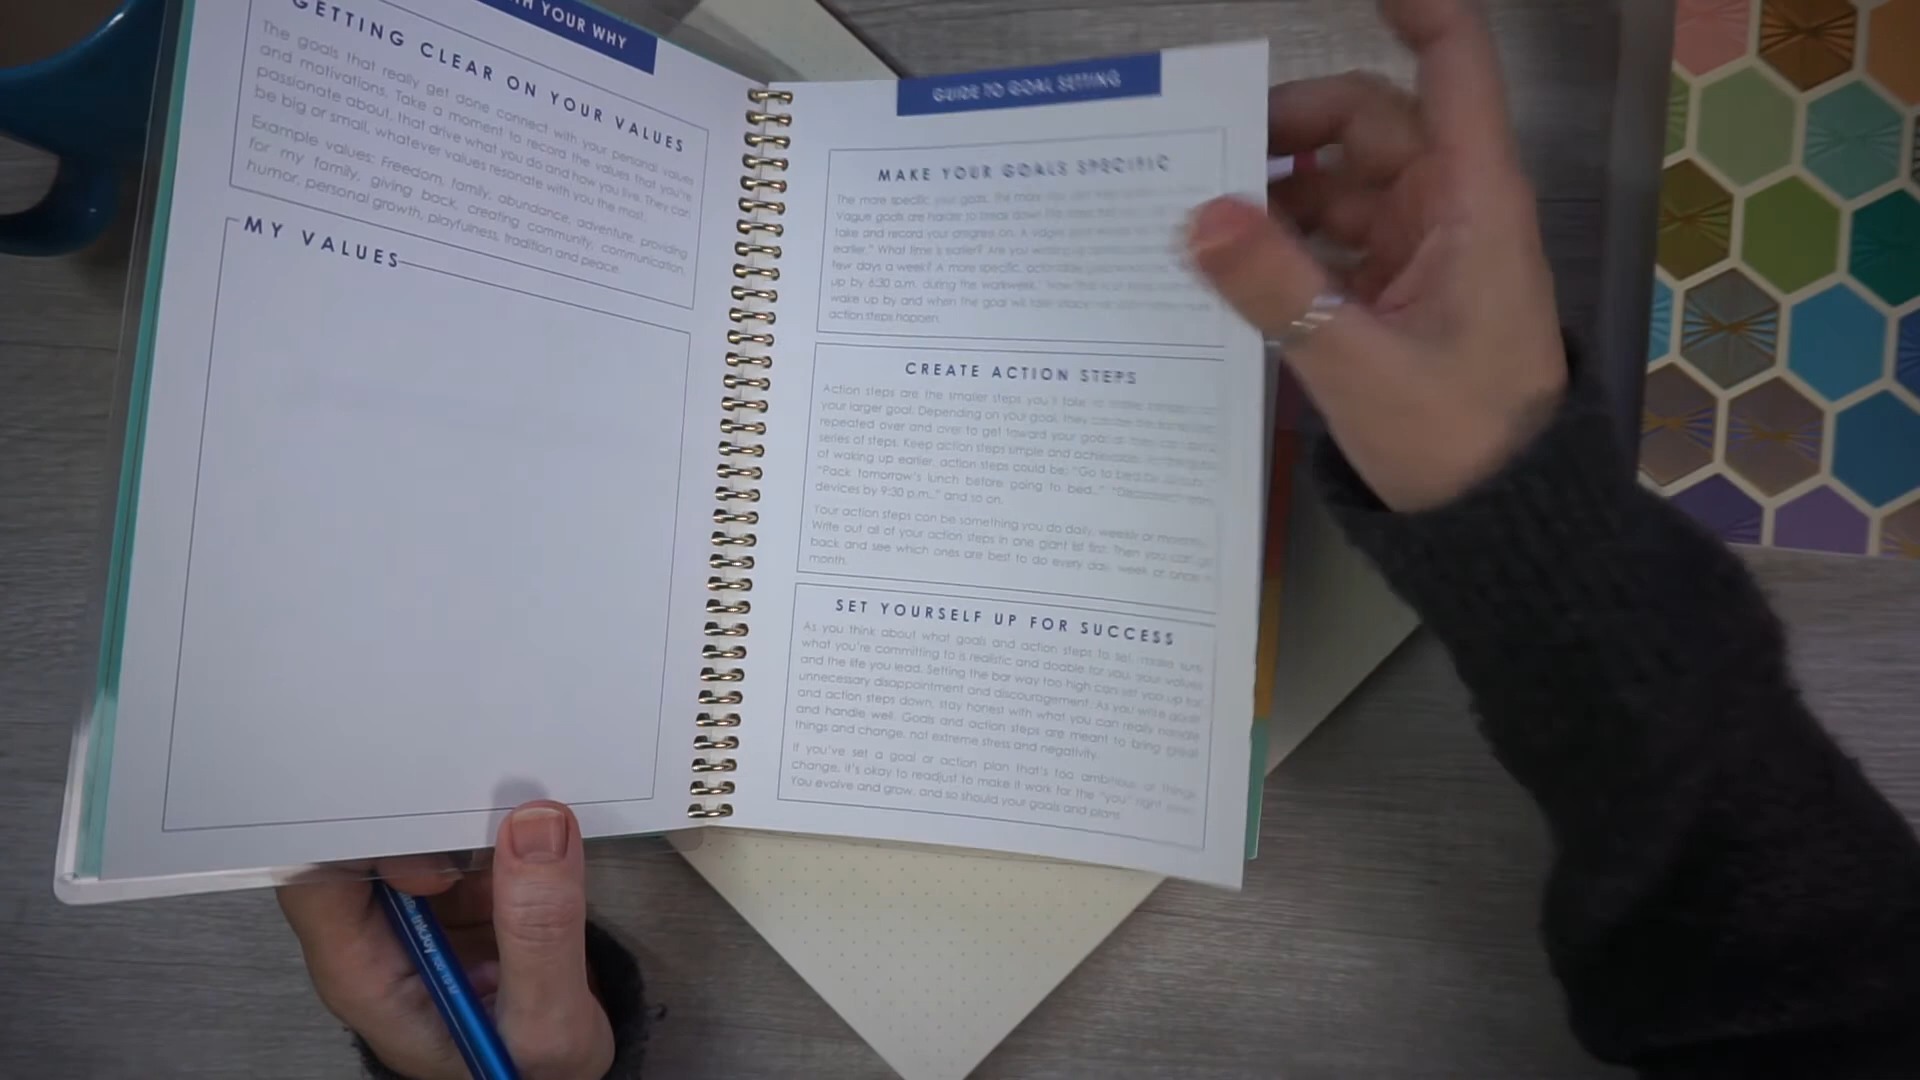 YOUR WHY
GETTING CLEAR ON YOUR VALUES
The goals that really get done connect with your personal values
and motivations. Take a moment to record the values that you're
passionate about, that drive what you do and how you live. They can
be big or small, whatever values resonate with you the most.
Example values: Freedom, family, abundance, adventure, providing
for my family, giving back, creating community, communication,
humor, personal growth, playfulness, tradition and peace.
MY VALUES
GUIDE TO GOAL SETTING
MAKE YOUR GOALS SPECIFIC
The more specific your goals, the more
Vague goals are harder to break down
take and record your progress on. A vague
earlier." What time is earlier? Are you
few days a week? A more specific, actionable
up by 6:30 a.m. during the workweek."
wake up by and when the goal will take
action steps happen.
CREATE ACTION STEPS
Action steps are the smaller steps you'll take to
your larger goal. Depending on your goal, they can be
repeated over and over to get toward your goal, or they can
series of steps. Keep action steps simple and achievable.
of waking up earlier, action steps could be: "Go to bed by
"Pack tomorrow's lunch before going to bed,"
devices by 9:30 p.m.," and so on.
Your action steps can be something you do daily, weekly or monthly.
Write out all of your action steps in one giant list first. Then you can go
back and see which ones are best to do every day, week or once a
month.
SET YOURSELF UP FOR SUCCESS
As you think about what goals and action steps to set, make sure
what you're committing to is realistic and doable for you, your values
and the life you lead. Setting the bar way too high can set you up for
unnecessary disappointment and discouragement. As you write goals
and action steps down, stay honest with what you can really handle
and handle well. Goals and action steps are meant to bring great
things and change, not extreme stress and negativity.
If you've set a goal or action plan that's too ambitious, or things
change, it's okay to readjust to make it work for the "you" right now.
You evolve and grow, and so should your goals and plans.
InkJoy